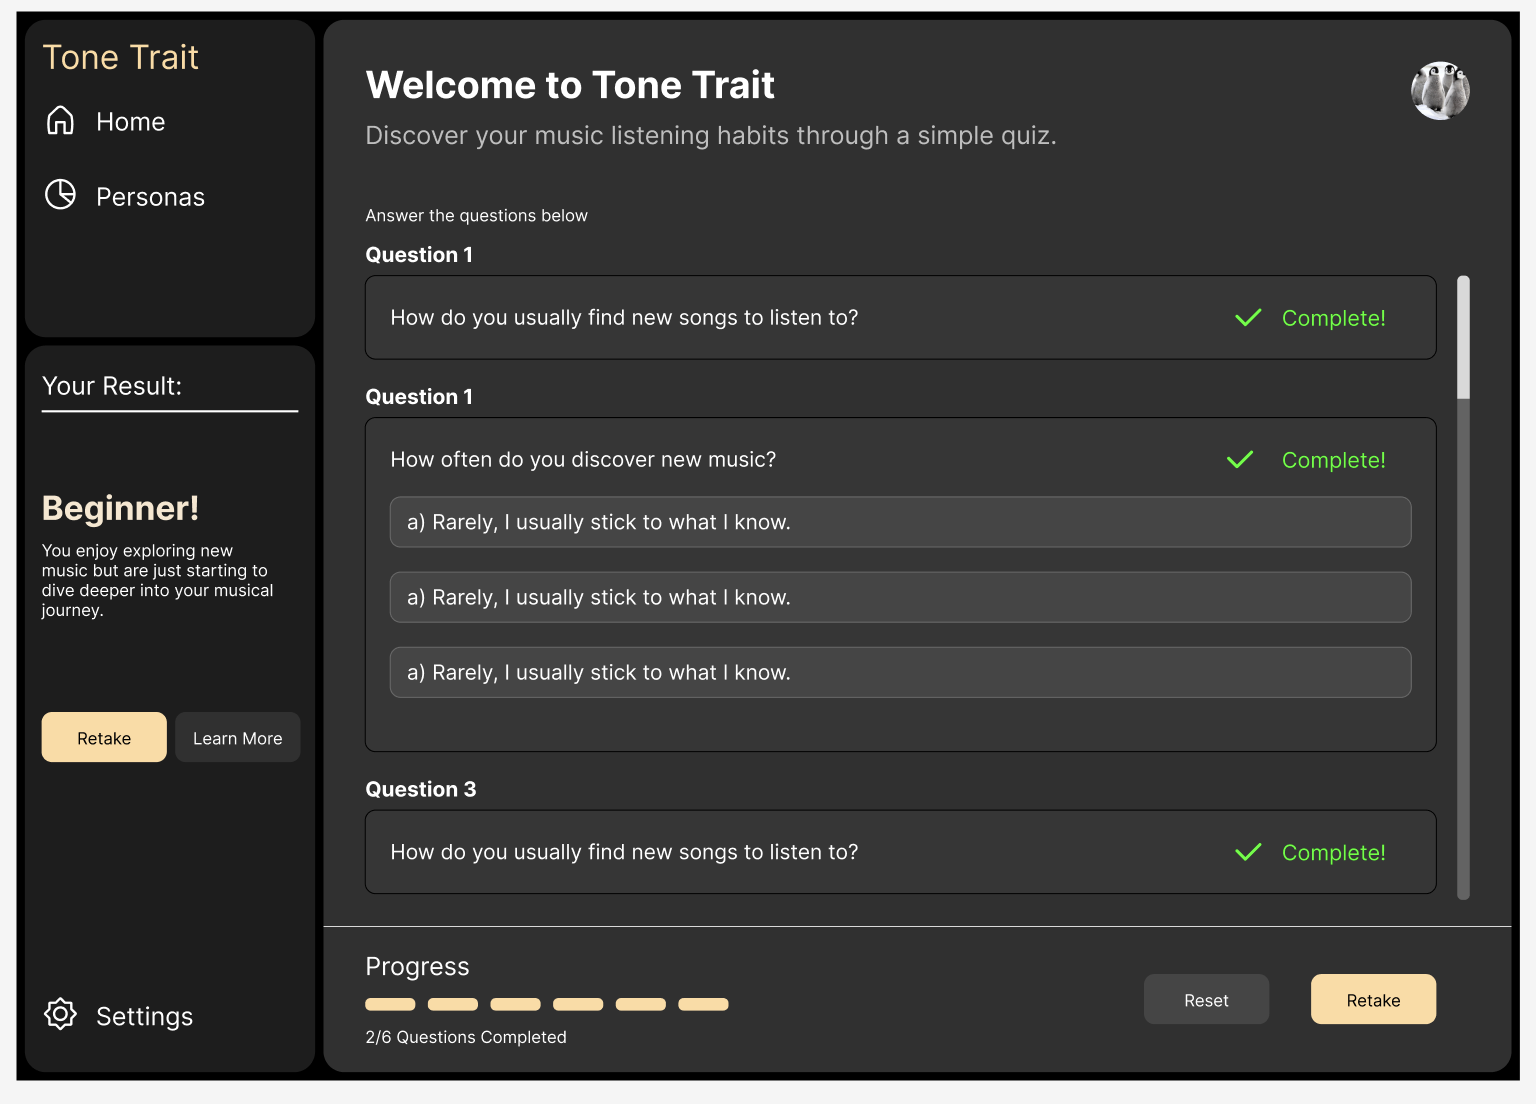 Tone Trait
Home
Personas
Your Result:
Beginner!
You enjoy exploring new
music but are just starting to
dive deeper into your musical
journey.
Retake
Learn More
Settings
Welcome to Tone Trait
Discover your music listening habits through a simple quiz.
Answer the questions below
Question 1
How do you usually find new songs to listen to?
Complete!
Question 1
How often do you discover new music?
Complete!
a) Rarely, I usually stick to what I know.
a) Rarely, I usually stick to what I know.
a) Rarely, I usually stick to what I know.
Question 3
How do you usually find new songs to listen to?
Complete!
Progress
2/6 Questions Completed
Reset
Retake